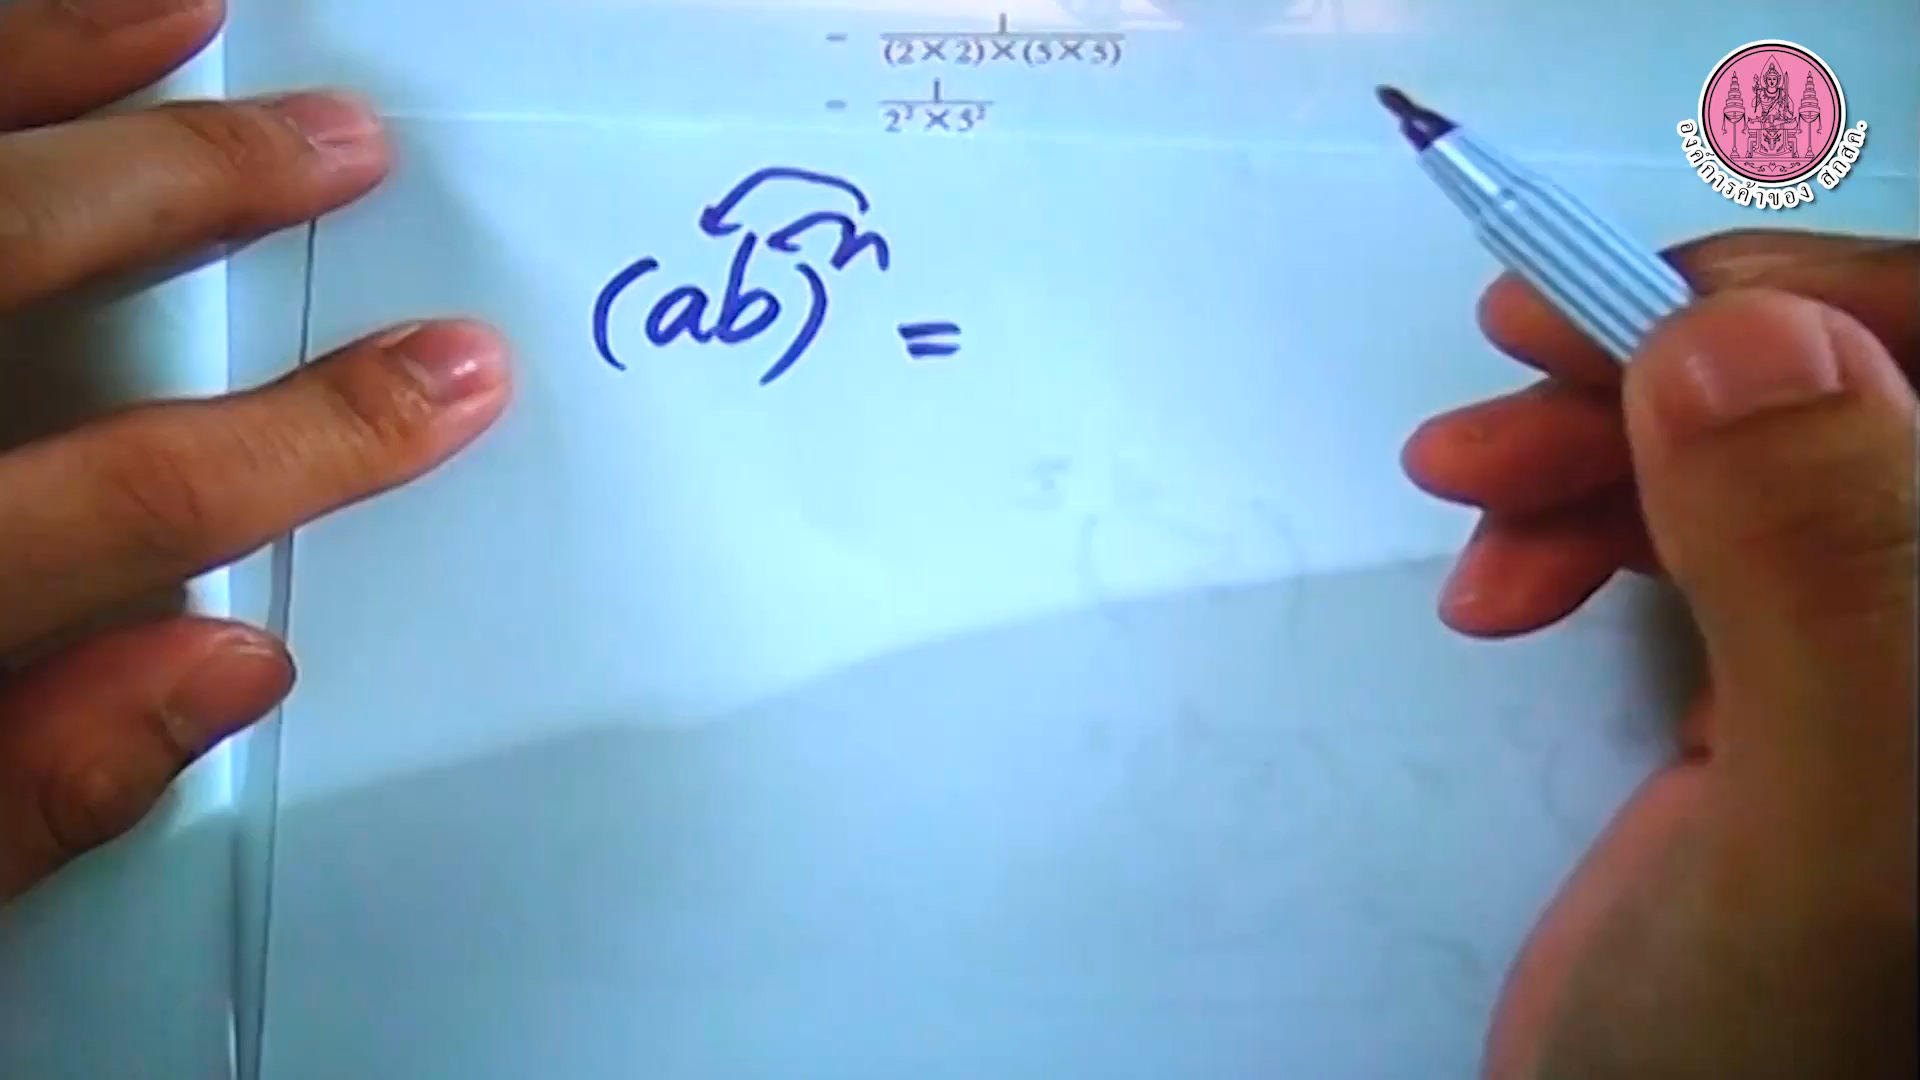 = 1/((2×2)×(5×5))
= 1/(2²×5²)
(ab)ⁿ =
องค์การค้าของ สกสค.